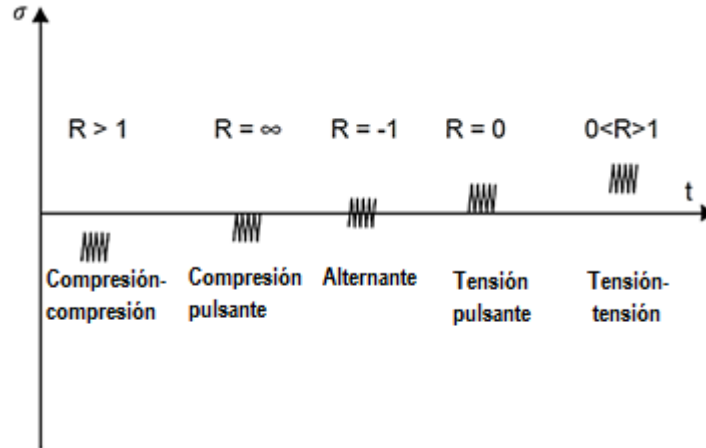 σ
R > 1
R = ∞
R = -1
R = 0
0<R>1
t
Compresión-
compresión
Compresión
pulsante
Alternante
Tensión
pulsante
Tensión-
tensión